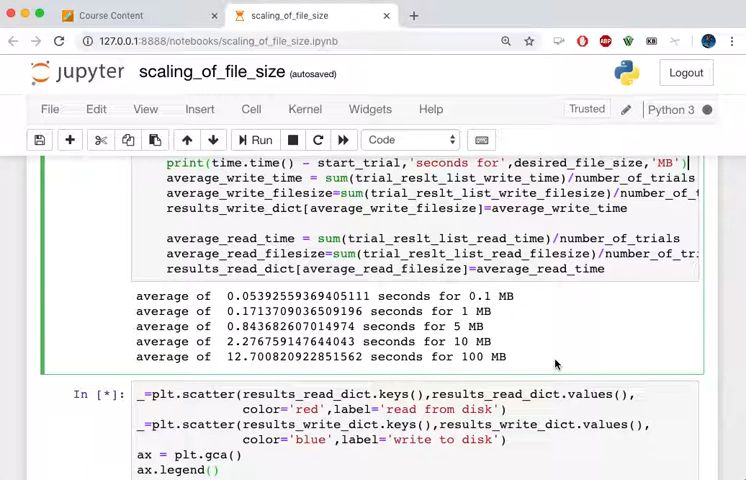 Course Content
scaling_of_file_size
127.0.0.1:8888/notebooks/scaling_of_file_size.ipynb
ABP
KB
jupyter scaling_of_file_size (autosaved)
Logout
File Edit View Insert Cell Kernel Widgets Help
Trusted Python 3
Run Code
print(time.time() - start_trial,'seconds for',desired_file_size,'MB')
average_write_time = sum(trial_reslt_list_write_time)/number_of_trials
average_write_filesize=sum(trial_reslt_list_write_filesize)/number_of_t
results_write_dict[average_write_filesize]=average_write_time
average_read_time = sum(trial_reslt_list_read_time)/number_of_trials
average_read_filesize=sum(trial_reslt_list_read_filesize)/number_of_tri
results_read_dict[average_read_filesize]=average_read_time
average of  0.05392559369405111 seconds for 0.1 MB
average of  0.1713709036509196 seconds for 1 MB
average of  0.843682607014974 seconds for 5 MB
average of  2.276759147644043 seconds for 10 MB
average of  12.700820922851562 seconds for 100 MB
In [*]: _=plt.scatter(results_read_dict.keys(),results_read_dict.values(),
color='red',label='read from disk')
_=plt.scatter(results_write_dict.keys(),results_write_dict.values(),
color='blue',label='write to disk')
ax = plt.gca()
ax.legend()